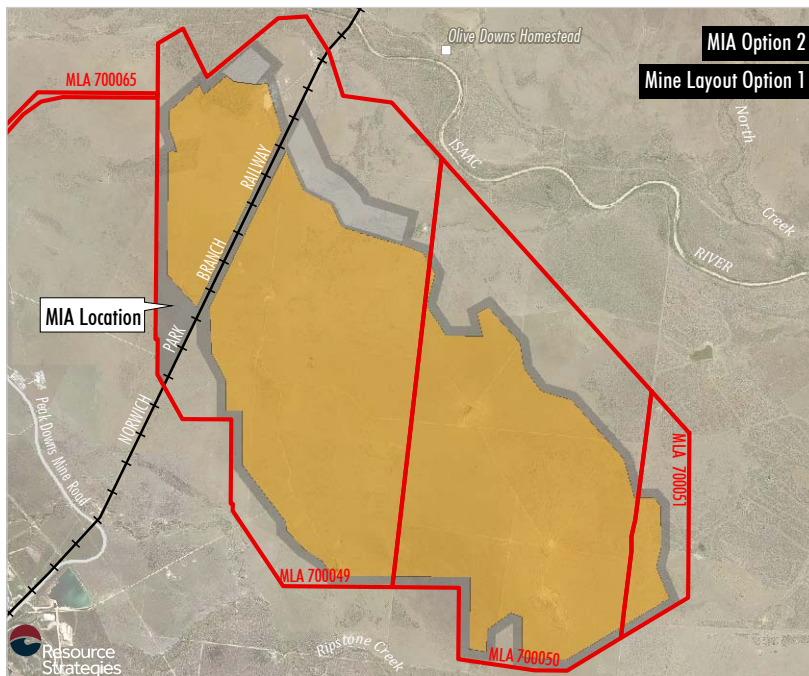 MIA Option 2
Mine Layout Option 1
Olive Downs Homestead
MLA 700065
North
Creek
ISAAC
RIVER
RAILWAY
BRANCH
PARK
NORWICH
MIA Location
Peak Downs Mine Road
MLA 700051
MLA 700049
MLA 700050
Ripstone Creek
Resource
Strategies